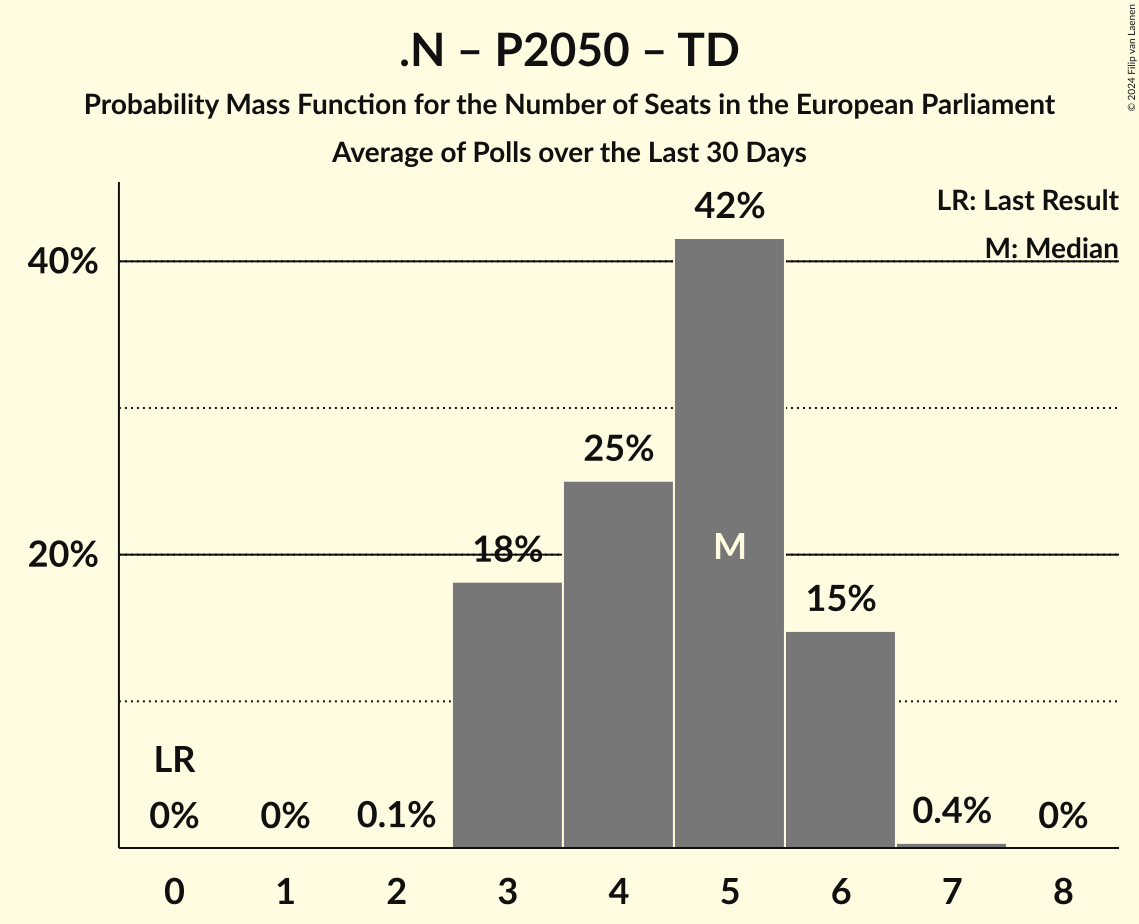 .N – P2050 – TD
Probability Mass Function for the Number of Seats in the European Parliament
Average of Polls over the Last 30 Days
© 2024 Filip van Laenen
LR: Last Result
M: Median
40%
20%
42%
25%
18%
M
15%
LR
0%
0%
0.1%
0.4%
0%
0 1 2 3 4 5 6 7 8